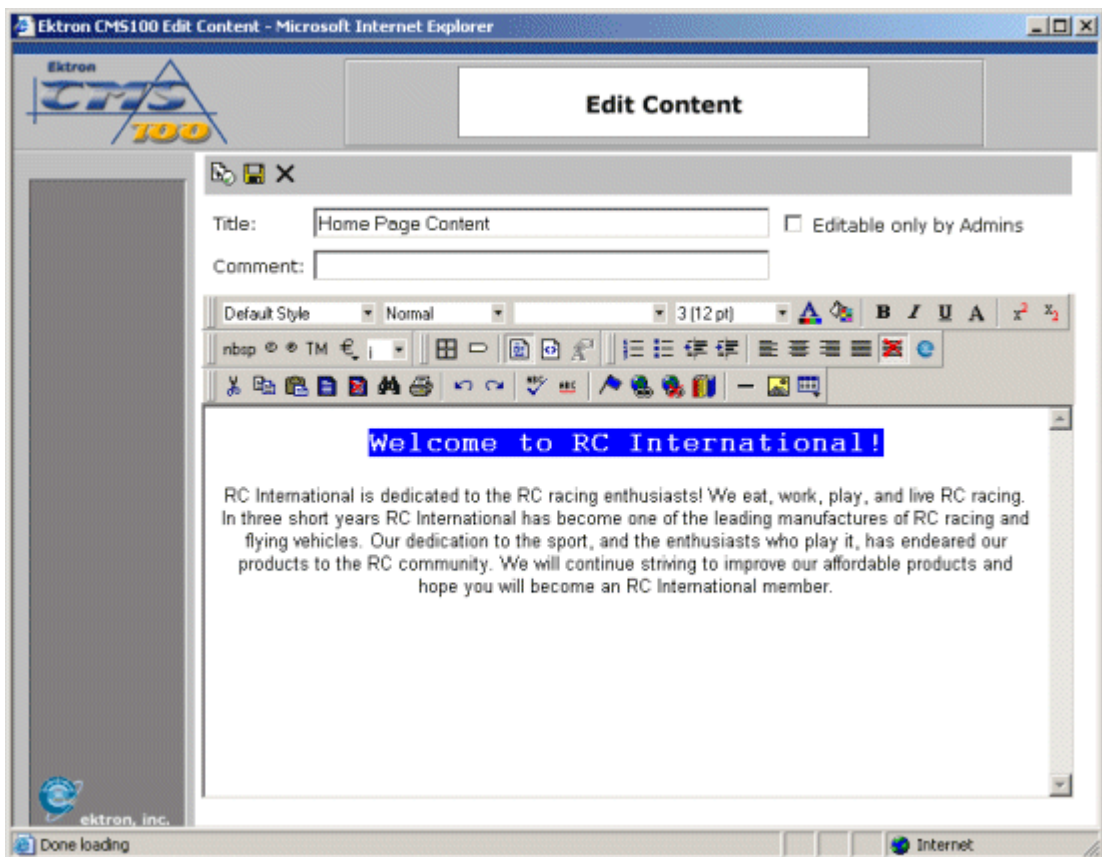 Ektron CMS100 Edit Content - Microsoft Internet Explorer
Ektron
CMS
100
Edit Content
Title: Home Page Content Editable only by Admins
Comment:
Default Style Normal 3 (12 pt) A B I U A x² x₂
nbsp © ® TM €
ABC ABC
Welcome to RC International!
RC International is dedicated to the RC racing enthusiasts! We eat, work, play, and live RC racing.
In three short years RC International has become one of the leading manufactures of RC racing and
flying vehicles. Our dedication to the sport, and the enthusiasts who play it, has endeared our
products to the RC community. We will continue striving to improve our affordable products and
hope you will become an RC International member.
ektron, inc.
Done loading Internet